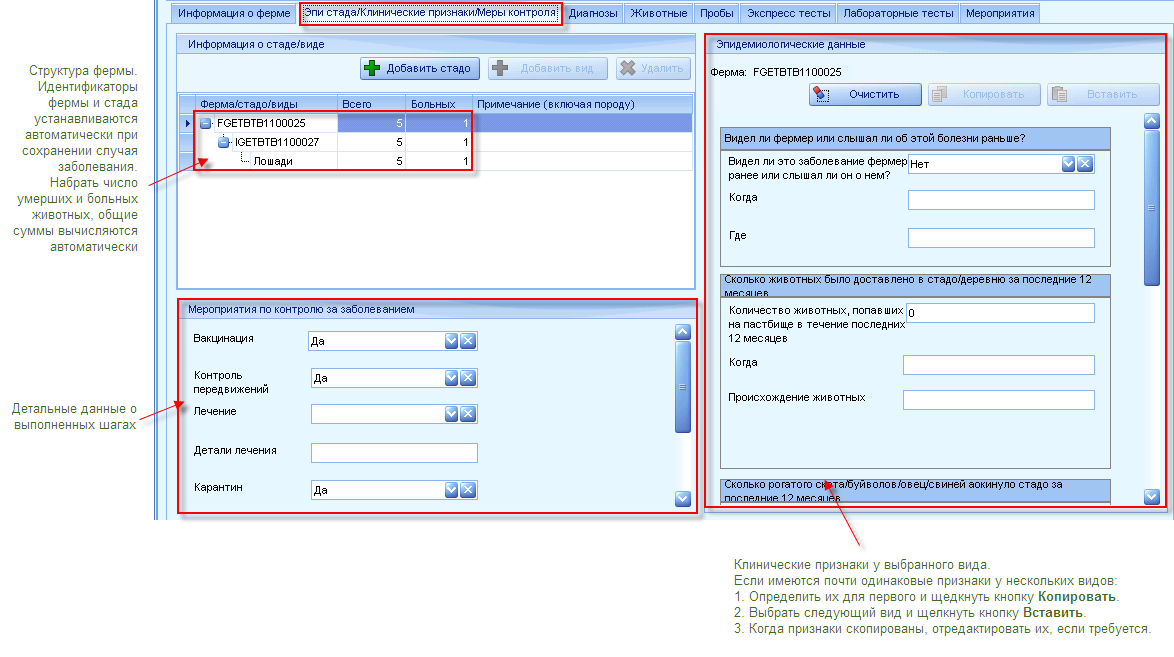 Информация о ферме
Эпи стада/Клинические признаки/Меры контроля
Диагнозы
Животные
Пробы
Экспресс тесты
Лабораторные тесты
Мероприятия
Структура фермы.
Идентификаторы
фермы и стада
устанавливаются
автоматически при
сохранении случая
заболевания.
Набрать число
умерших и больных
животных, общие
суммы вычисляются
автоматически
Информация о стаде/виде
Добавить стадо
Добавить вид
Удалить
Ферма/стадо/виды Всего Больных Примечание (включая породу)
FGETBTB1100025 5 1
IGETBTB1100027 5 1
Лошади 5 1
Детальные данные о
выполненных шагах
Мероприятия по контролю за заболеванием
Вакцинация Да
Контроль
передвижений
Да
Лечение
Детали лечения
Карантин Да
Эпидемиологические данные
Ферма: FGETBTB1100025
Очистить
Копировать
Вставить
Видел ли фермер или слышал ли об этой болезни раньше?
Видел ли это заболевание фермер
ранее или слышал ли он о нем?
Нет
Когда
Где
Сколько животных было доставлено в стадо/деревню за последние 12
месяцев
Количество животных, попавших
на пастбище в течение последних
12 месяцев
0
Когда
Происхождение животных
Сколько рогатого скота/буйволов/овец/свиней аокинуло стадо за
последние 12 месяцев
Клинические признаки у выбранного вида.
Если имеются почти одинаковые признаки у нескольких видов:
1. Определить их для первого и щедкнуть кнопку Копировать.
2. Выбрать следующий вид и щелкнуть кнопку Вставить.
3. Когда признаки скопированы, отредактировать их, если требуется.